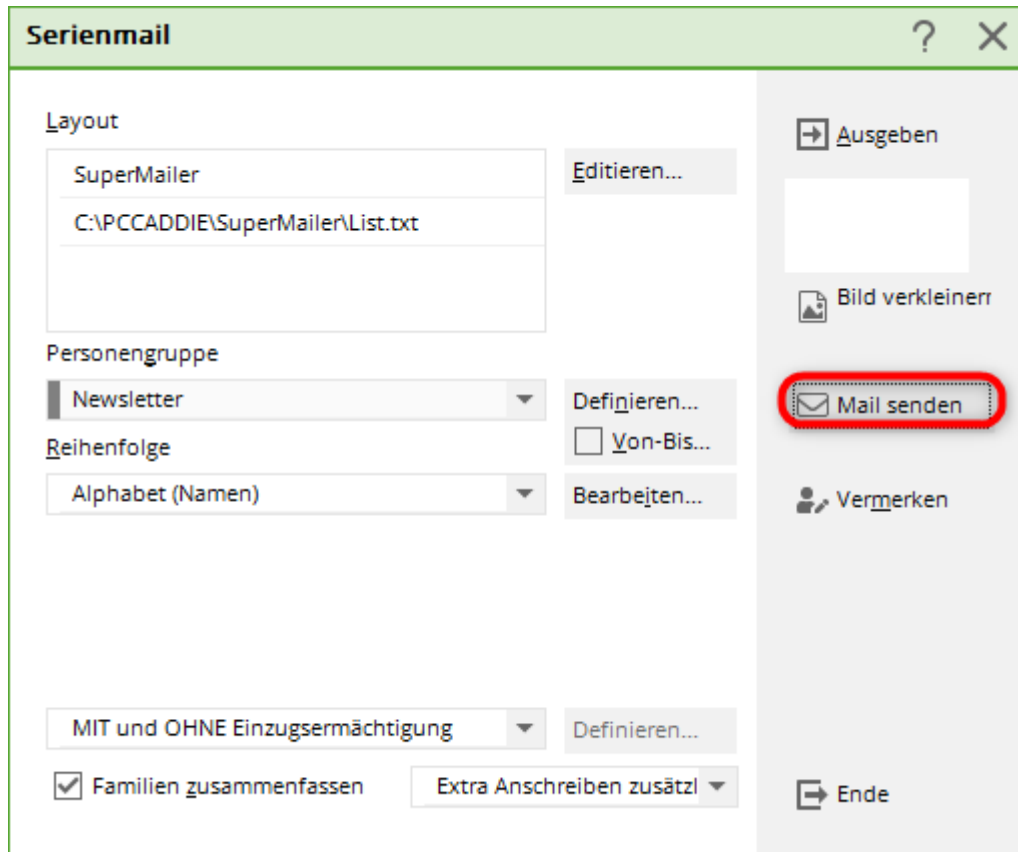 Serienmail
Layout
SuperMailer
C:\PCCADDIE\SuperMailer\List.txt
Editieren...
Personengruppe
Newsletter
Definieren...
Von-Bis...
Reihenfolge
Alphabet (Namen)
Bearbeiten...
MIT und OHNE Einzugsermächtigung
Definieren...
Familien zusammenfassen
Extra Anschreiben zusätzl
Ausgeben
Bild verkleinerr
Mail senden
Vermerken
Ende